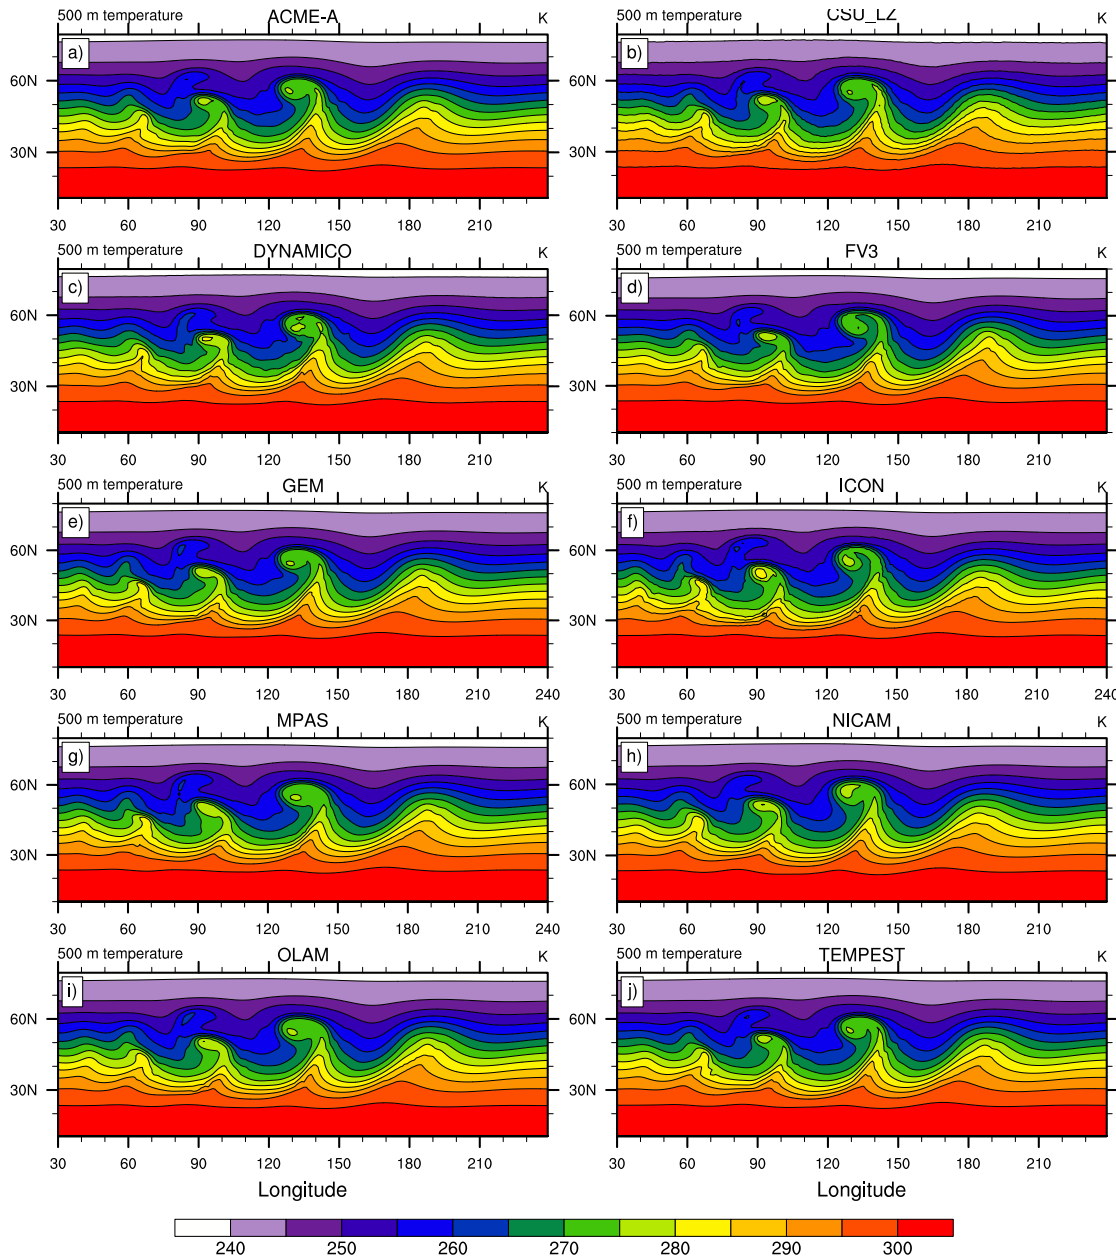 500 m temperature ACME-A K
a)
60N
30N
30 60 90 120 150 180 210
500 m temperature CSU_LZ K
b)
60N
30N
30 60 90 120 150 180 210
500 m temperature DYNAMICO K
c)
60N
30N
30 60 90 120 150 180 210
500 m temperature FV3 K
d)
60N
30N
30 60 90 120 150 180 210
500 m temperature GEM K
e)
60N
30N
30 60 90 120 150 180 210 240
500 m temperature ICON K
f)
60N
30N
30 60 90 120 150 180 210 240
500 m temperature MPAS K
g)
60N
30N
30 60 90 120 150 180 210 240
500 m temperature NICAM K
h)
60N
30N
30 60 90 120 150 180 210
500 m temperature OLAM K
i)
60N
30N
30 60 90 120 150 180 210
Longitude
500 m temperature TEMPEST K
j)
60N
30N
30 60 90 120 150 180 210
Longitude
240 250 260 270 280 290 300